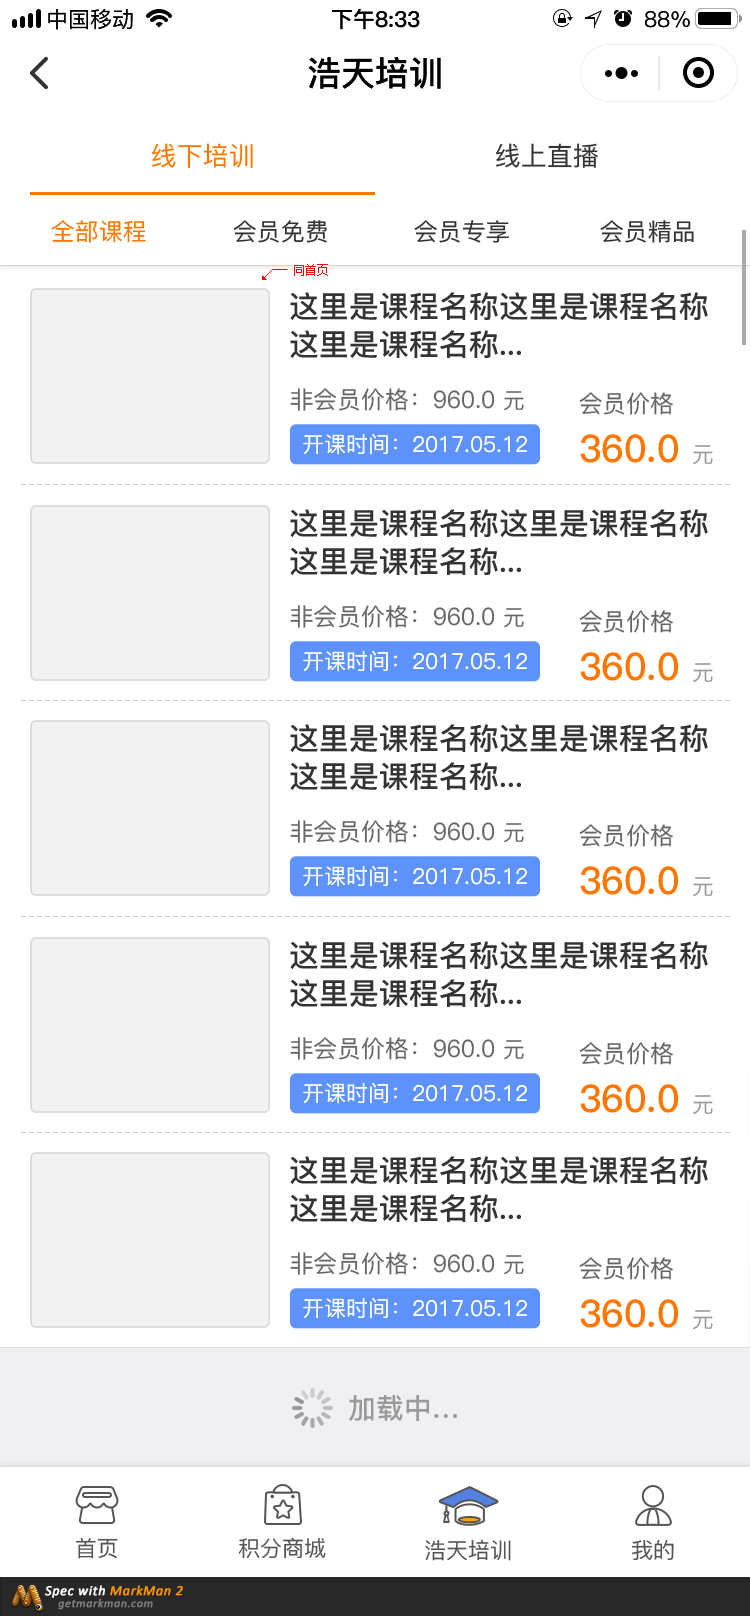 中国移动 下午8:33 88%
浩天培训
线下培训 线上直播
全部课程 会员免费 会员专享 会员精品
同首页
这里是课程名称这里是课程名称
这里是课程名称...
非会员价格：960.0 元 会员价格
开课时间：2017.05.12 360.0 元
这里是课程名称这里是课程名称
这里是课程名称...
非会员价格：960.0 元 会员价格
开课时间：2017.05.12 360.0 元
这里是课程名称这里是课程名称
这里是课程名称...
非会员价格：960.0 元 会员价格
开课时间：2017.05.12 360.0 元
这里是课程名称这里是课程名称
这里是课程名称...
非会员价格：960.0 元 会员价格
开课时间：2017.05.12 360.0 元
这里是课程名称这里是课程名称
这里是课程名称...
非会员价格：960.0 元 会员价格
开课时间：2017.05.12 360.0 元
加载中...
首页 积分商城 浩天培训 我的
Spec with MarkMan 2
getmarkman.com